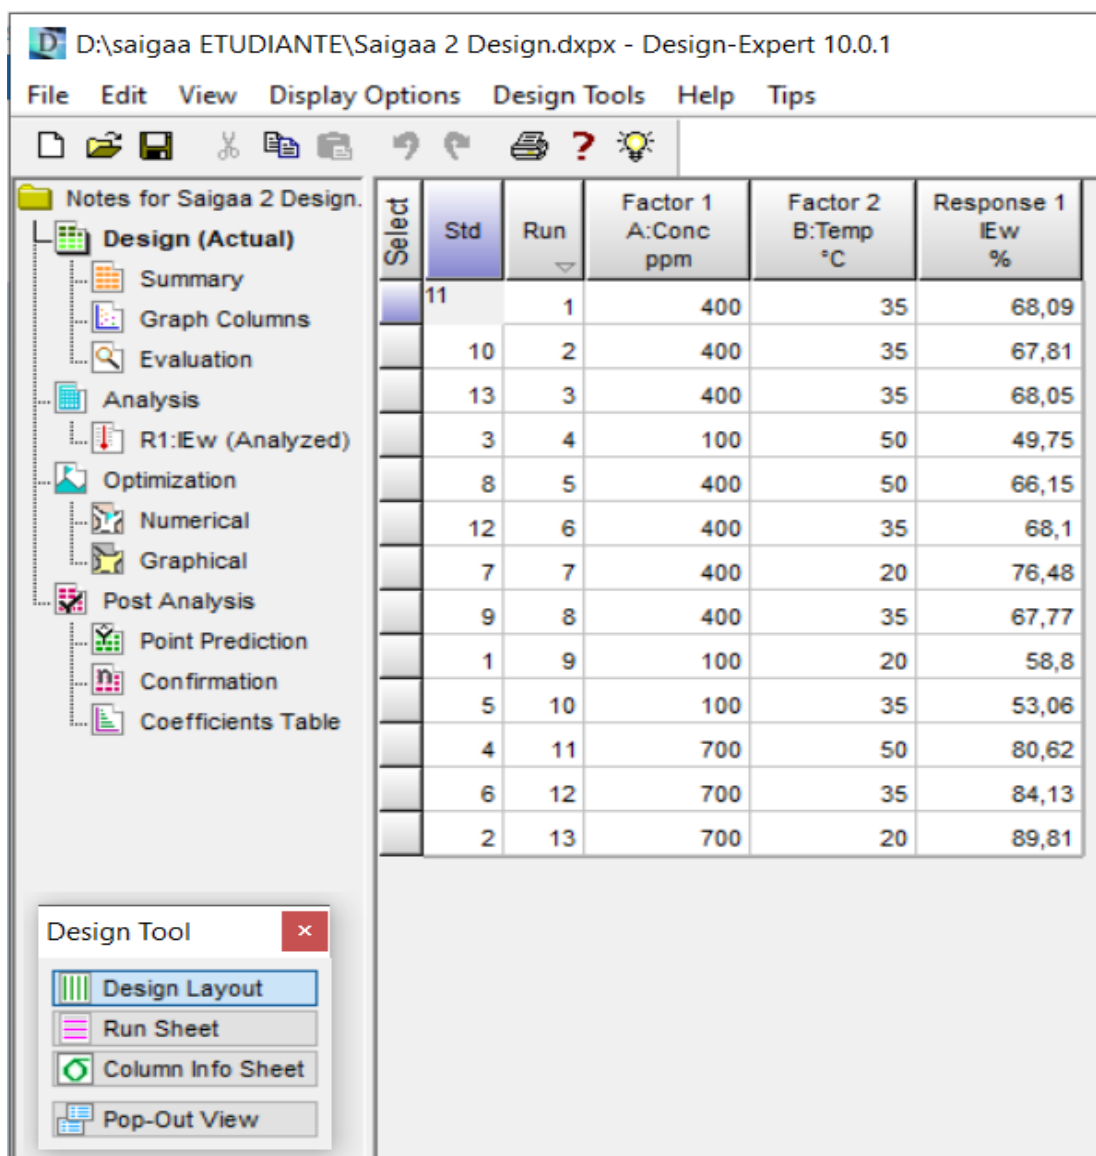 D:\saigaa ETUDIANTE\Saigaa 2 Design.dxpx - Design-Expert 10.0.1
File Edit View Display Options Design Tools Help Tips
Notes for Saigaa 2 Design.
Design (Actual)
Summary
Graph Columns
Evaluation
Analysis
R1:IEw (Analyzed)
Optimization
Numerical
Graphical
Post Analysis
Point Prediction
Confirmation
Coefficients Table
Select Std Run Factor 1 A:Conc ppm Factor 2 B:Temp °C Response 1 IEw %
11 1 400 35 68,09
10 2 400 35 67,81
13 3 400 35 68,05
3 4 100 50 49,75
8 5 400 50 66,15
12 6 400 35 68,1
7 7 400 20 76,48
9 8 400 35 67,77
1 9 100 20 58,8
5 10 100 35 53,06
4 11 700 50 80,62
6 12 700 35 84,13
2 13 700 20 89,81
Design Tool
Design Layout
Run Sheet
Column Info Sheet
Pop-Out View